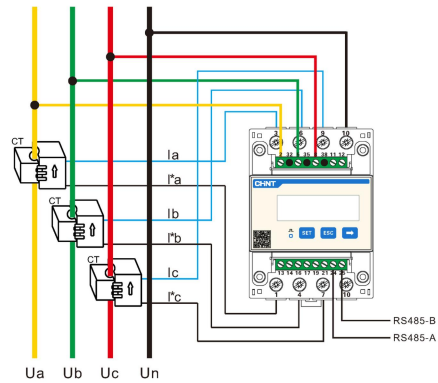 3 6 9 10
CT
Ia
I*a
CHNT
CT
Ib
SET ESC
I*b
CT
Ic
13 14 16 17 19 21 24 25
I*c
1 4 7 10
RS485-B
RS485-A
Ua Ub Uc Un